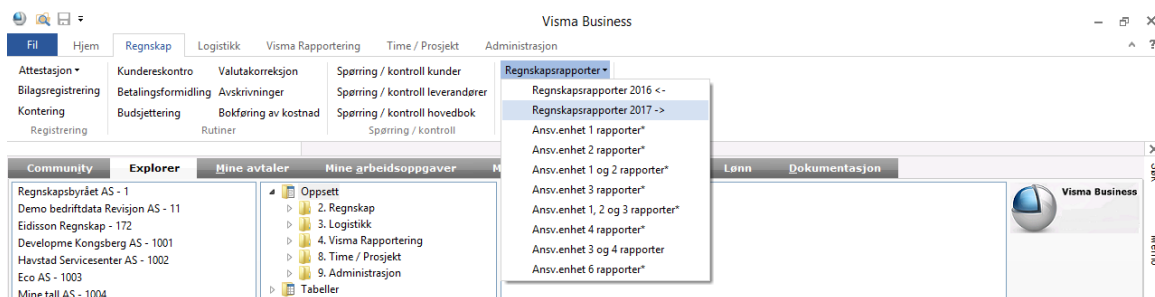 Visma Business
Fil Hjem Regnskap Logistikk Visma Rapportering Time / Prosjekt Administrasjon
Attestasjon Kundereskontro Valutakorreksjon Spørring / kontroll kunder Regnskapsrapporter
Bilagsregistrering Betalingsformidling Avskrivninger Spørring / kontroll leverandører Regnskapsrapporter 2016 <-
Kontering Budsjettering Bokføring av kostnad Spørring / kontroll hovedbok Regnskapsrapporter 2017 ->
Registrering Rutiner Spørring / kontroll Ansv.enhet 1 rapporter*
Ansv.enhet 2 rapporter*
Community Explorer Mine avtaler Mine arbeidsoppgaver M Ansv.enhet 1 og 2 rapporter* Lønn Dokumentasjon
Regnskapsbyrået AS - 1 Oppsett Ansv.enhet 3 rapporter* Visma Business
Demo bedriftdata Revisjon AS - 11 2. Regnskap Ansv.enhet 1, 2 og 3 rapporter*
Eidisson Regnskap - 172 3. Logistikk Ansv.enhet 4 rapporter*
Developme Kongsberg AS - 1001 4. Visma Rapportering Ansv.enhet 3 og 4 rapporter
Havstad Servicesenter AS - 1002 8. Time / Prosjekt Ansv.enhet 6 rapporter*
Eco AS - 1003 9. Administrasjon
Mine tall AS - 1004 Tabeller